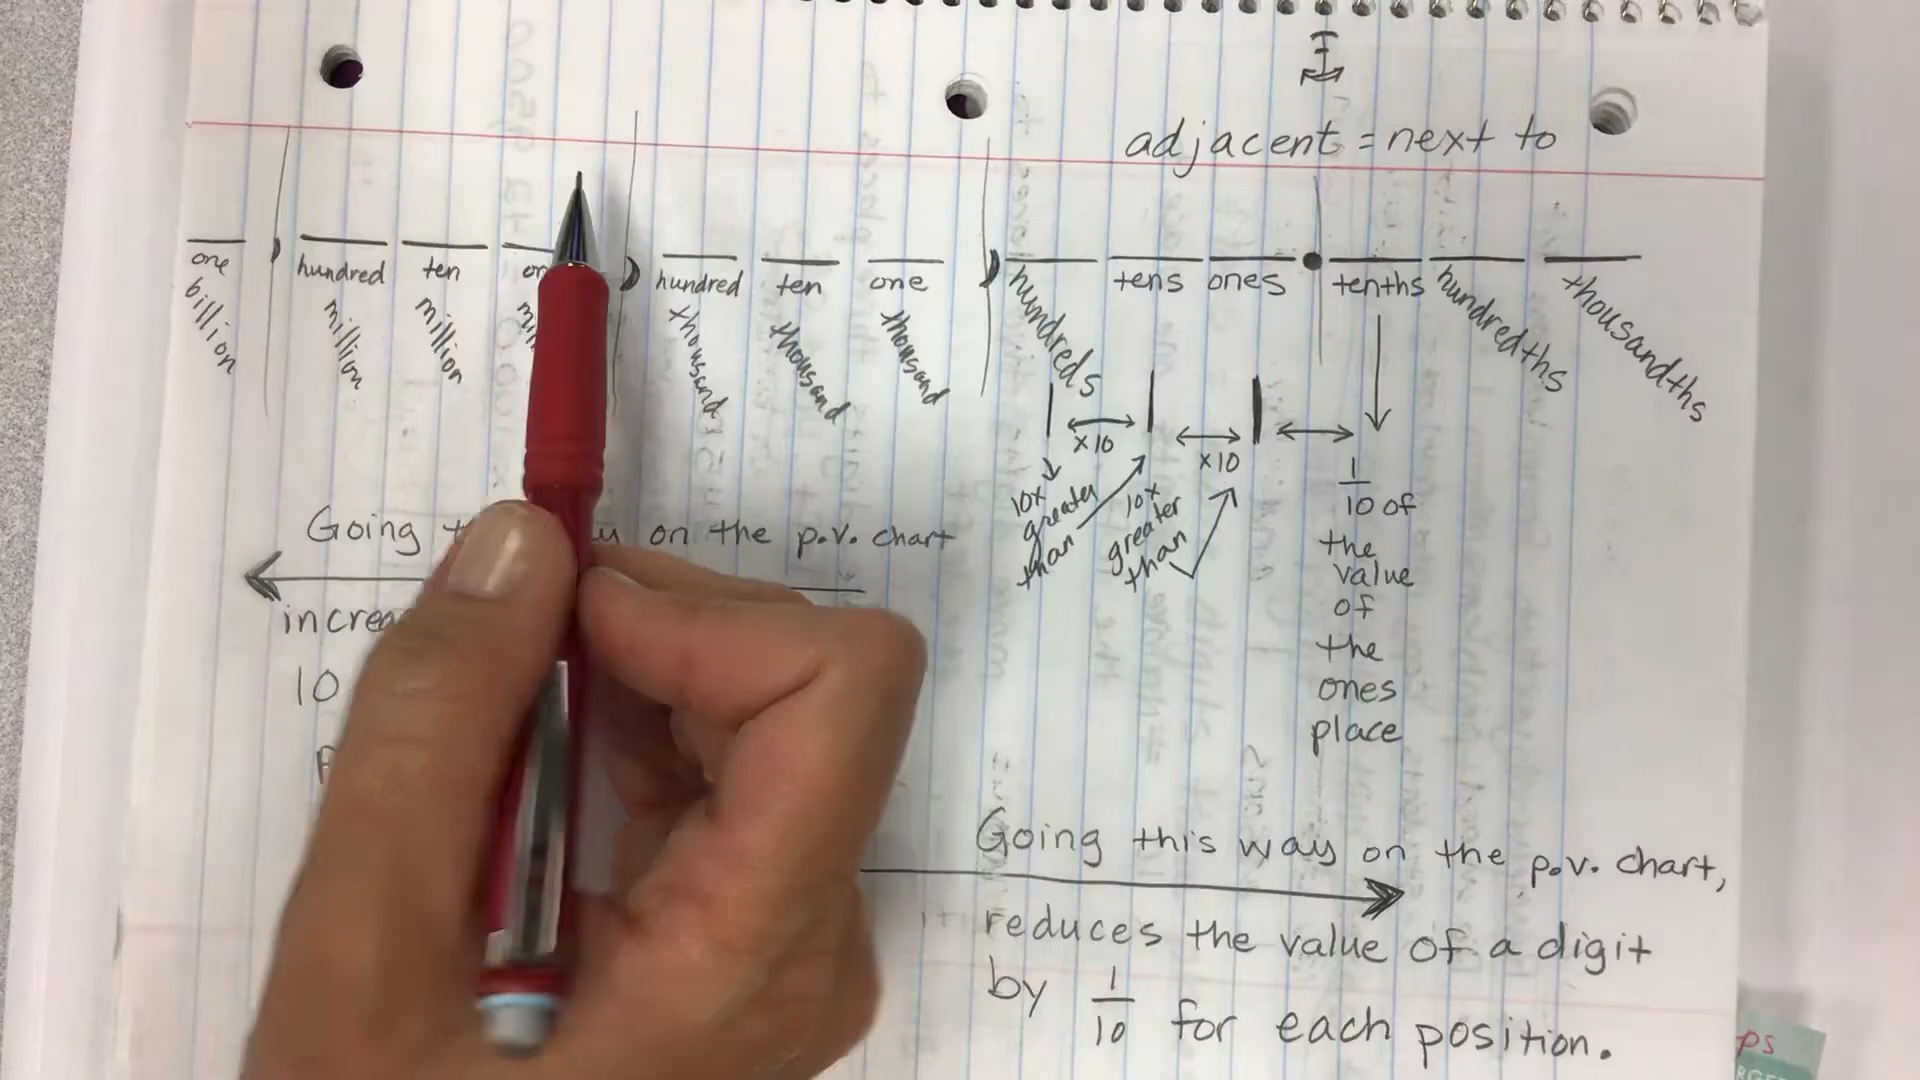 adjacent = next to
one billion
hundred million
ten million
hundred thousand
ten thousand
one thousand
hundreds
tens
ones
tenths
hundredths
thousandths
x10
x10
10x greater than
10x greater than
1/10 of
the
value
of
the
ones
place
Going on the p.v. chart
10
Going this way on the p.v. chart,
reduces the value of a digit
by 1/10 for each position.
ps